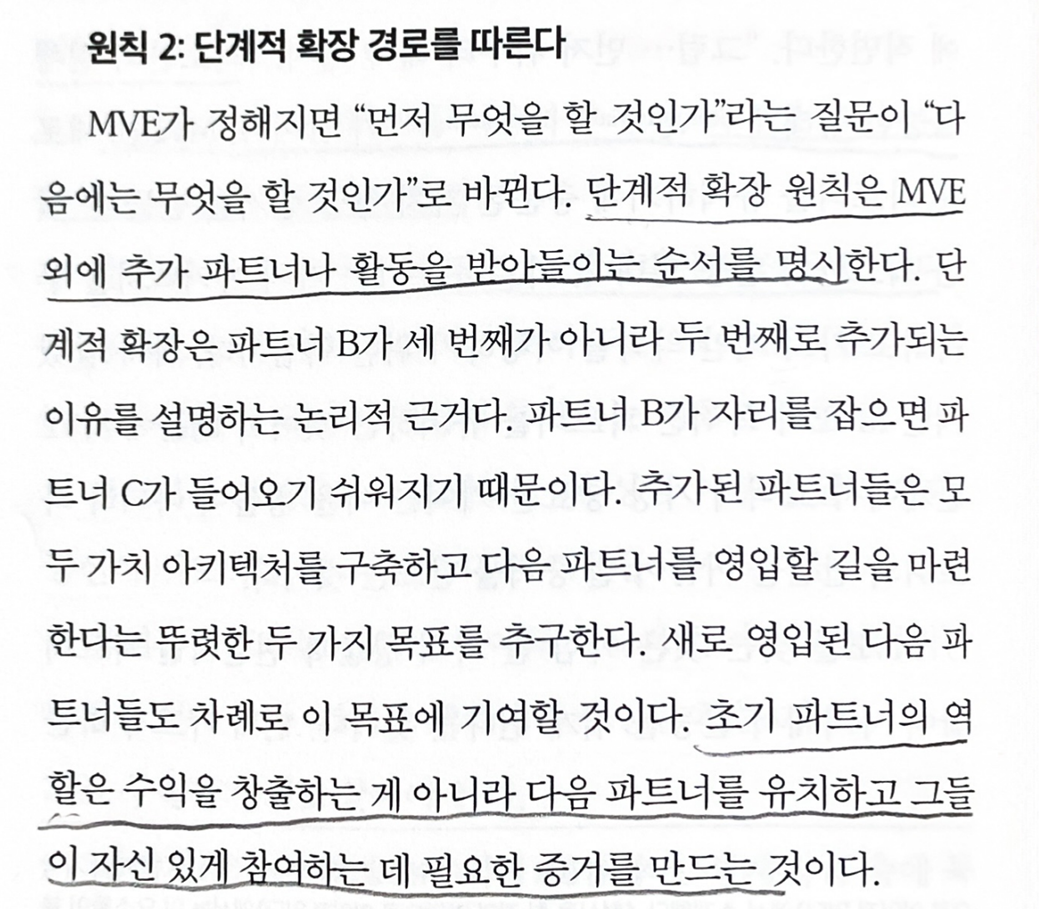 원칙 2: 단계적 확장 경로를 따른다
MVE가 정해지면 “먼저 무엇을 할 것인가”라는 질문이 “다
음에는 무엇을 할 것인가”로 바뀐다. 단계적 확장 원칙은 MVE
외에 추가 파트너나 활동을 받아들이는 순서를 명시한다. 단
계적 확장은 파트너 B가 세 번째가 아니라 두 번째로 추가되는
이유를 설명하는 논리적 근거다. 파트너 B가 자리를 잡으면 파
트너 C가 들어오기 쉬워지기 때문이다. 추가된 파트너들은 모
두 가치 아키텍처를 구축하고 다음 파트너를 영입할 길을 마련
한다는 뚜렷한 두 가지 목표를 추구한다. 새로 영입된 다음 파
트너들도 차례로 이 목표에 기여할 것이다. 초기 파트너의 역
할은 수익을 창출하는 게 아니라 다음 파트너를 유치하고 그들
이 자신 있게 참여하는 데 필요한 증거를 만드는 것이다.